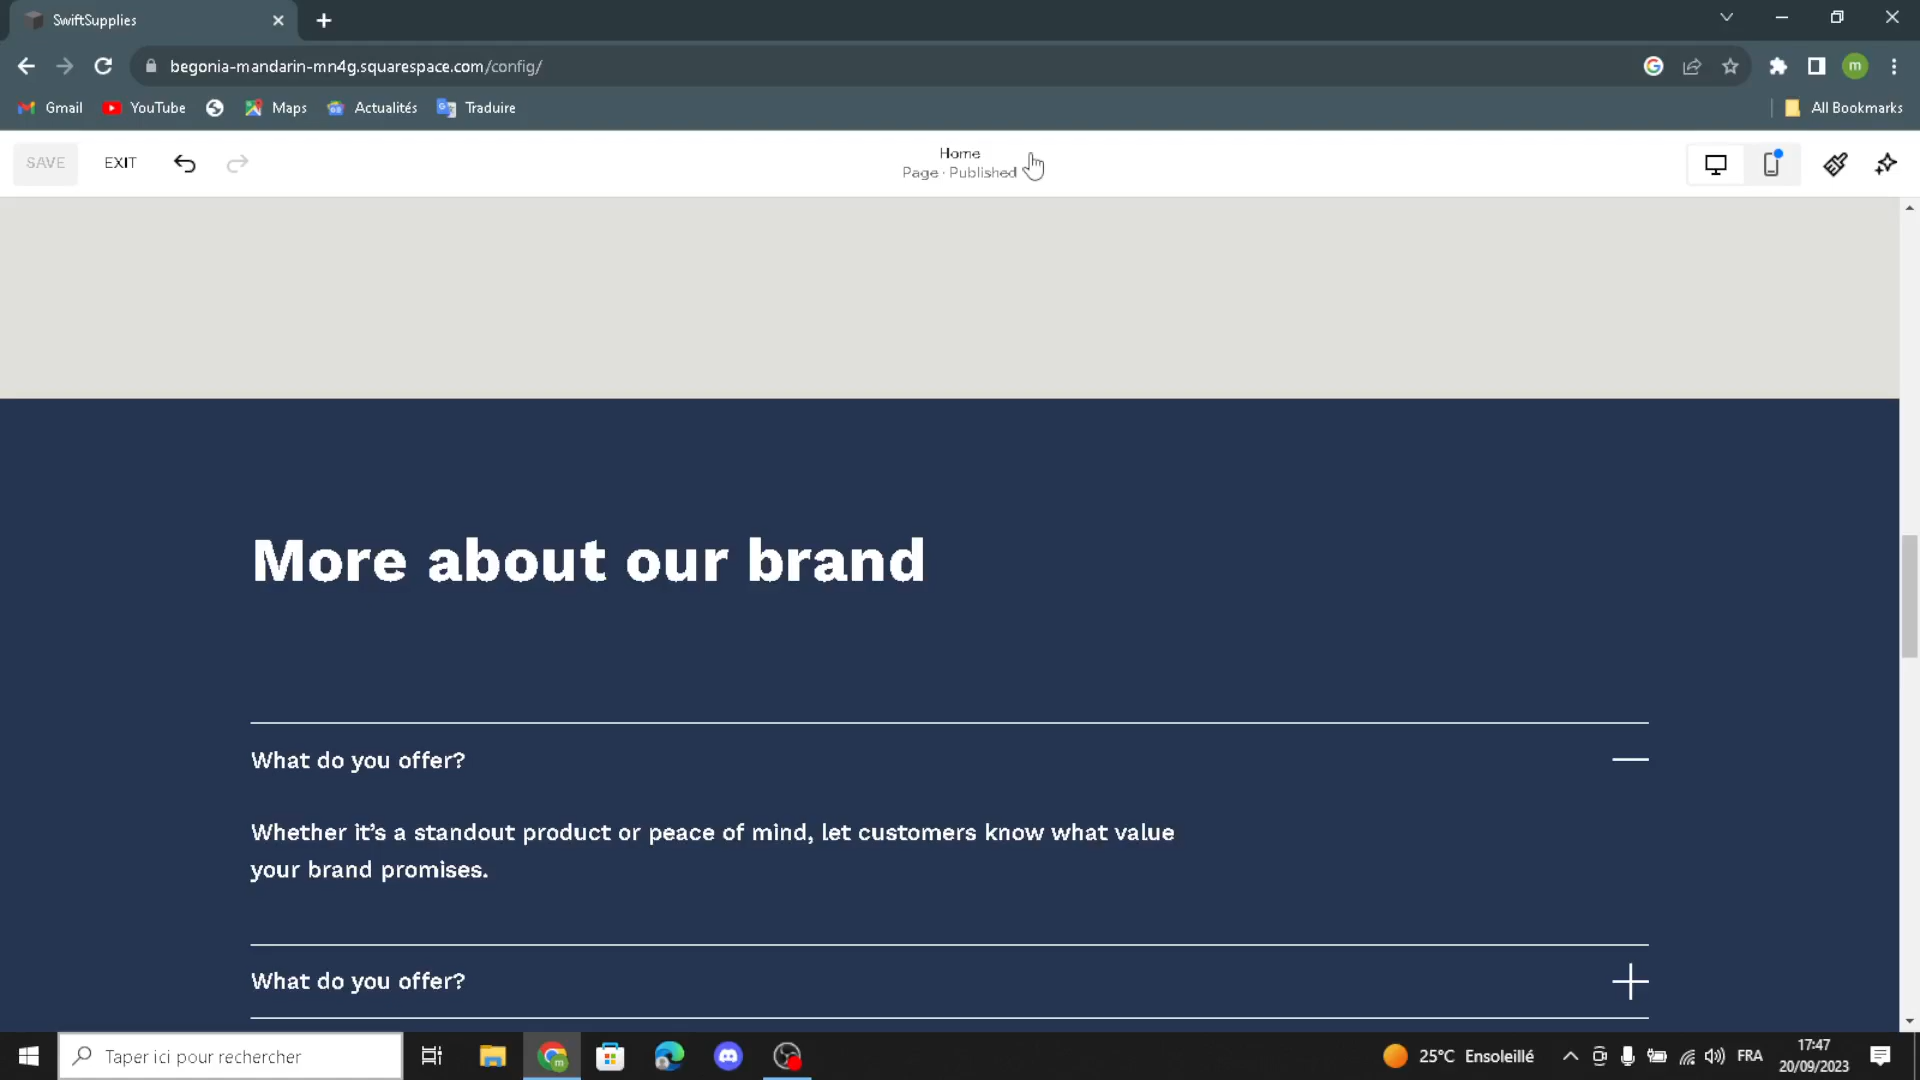 SwiftSupplies
begonia-mandarin-mn4g.squarespace.com/config/
m
Gmail
YouTube
Maps
Actualités
Traduire
All Bookmarks
SAVE
EXIT
Home
Page · Published
More about our brand
What do you offer?
Whether it's a standout product or peace of mind, let customers know what value
your brand promises.
What do you offer?
Taper ici pour rechercher
25°C Ensoleillé
FRA
17:47
20/09/2023